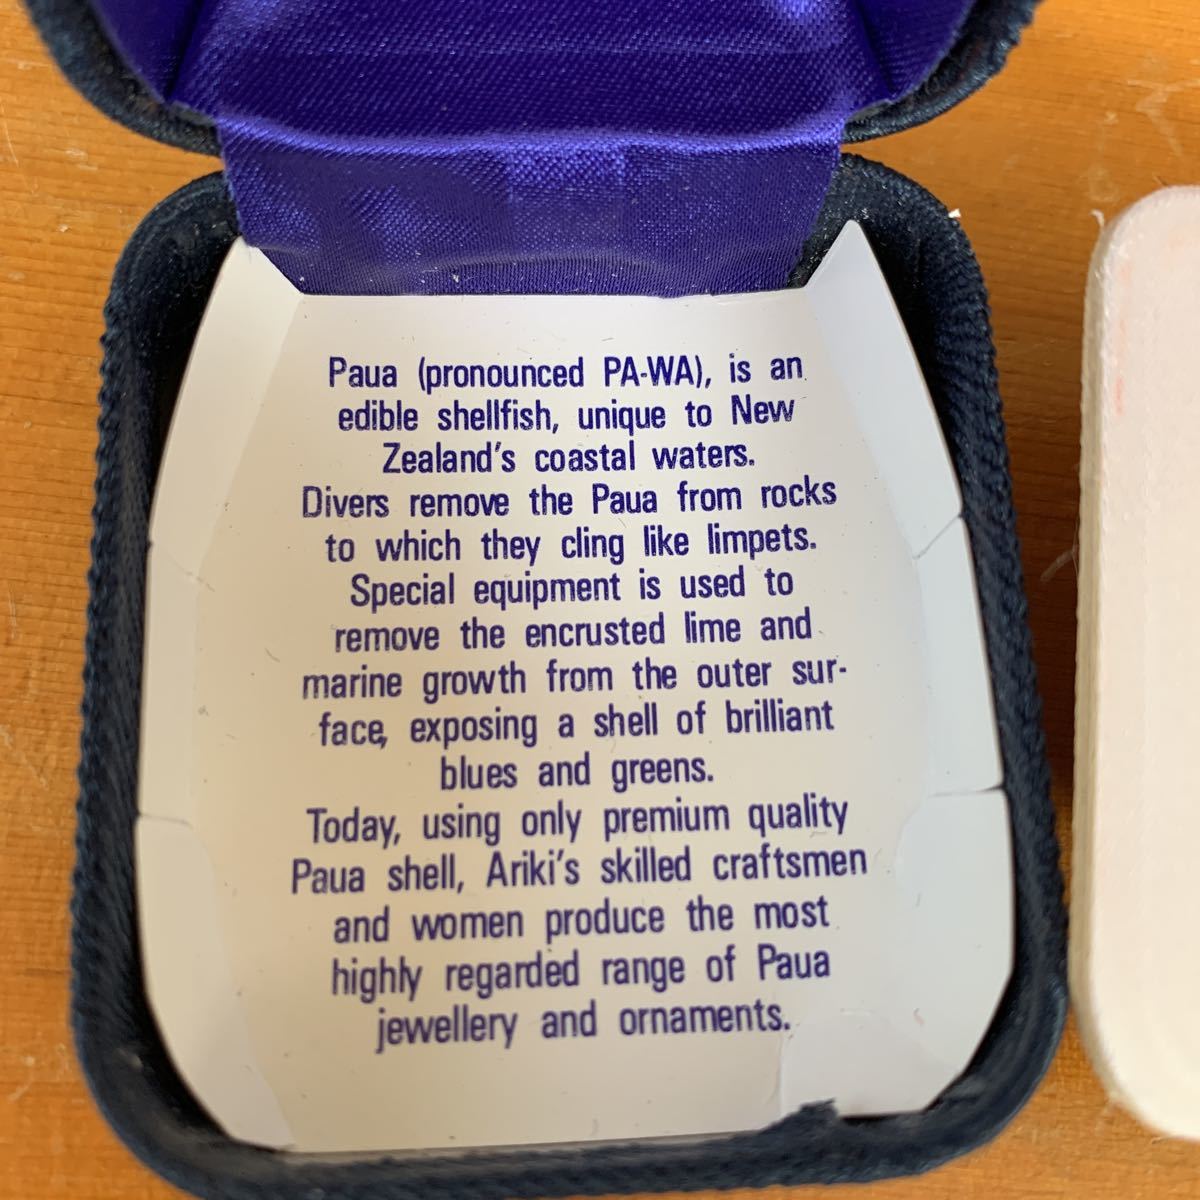 Paua (pronounced PA-WA), is an
edible shellfish, unique to New
Zealand's coastal waters.
Divers remove the Paua from rocks
to which they cling like limpets.
Special equipment is used to
remove the encrusted lime and
marine growth from the outer sur-
face, exposing a shell of brilliant
blues and greens.
Today, using only premium quality
Paua shell, Ariki's skilled craftsmen
and women produce the most
highly regarded range of Paua
jewellery and ornaments.